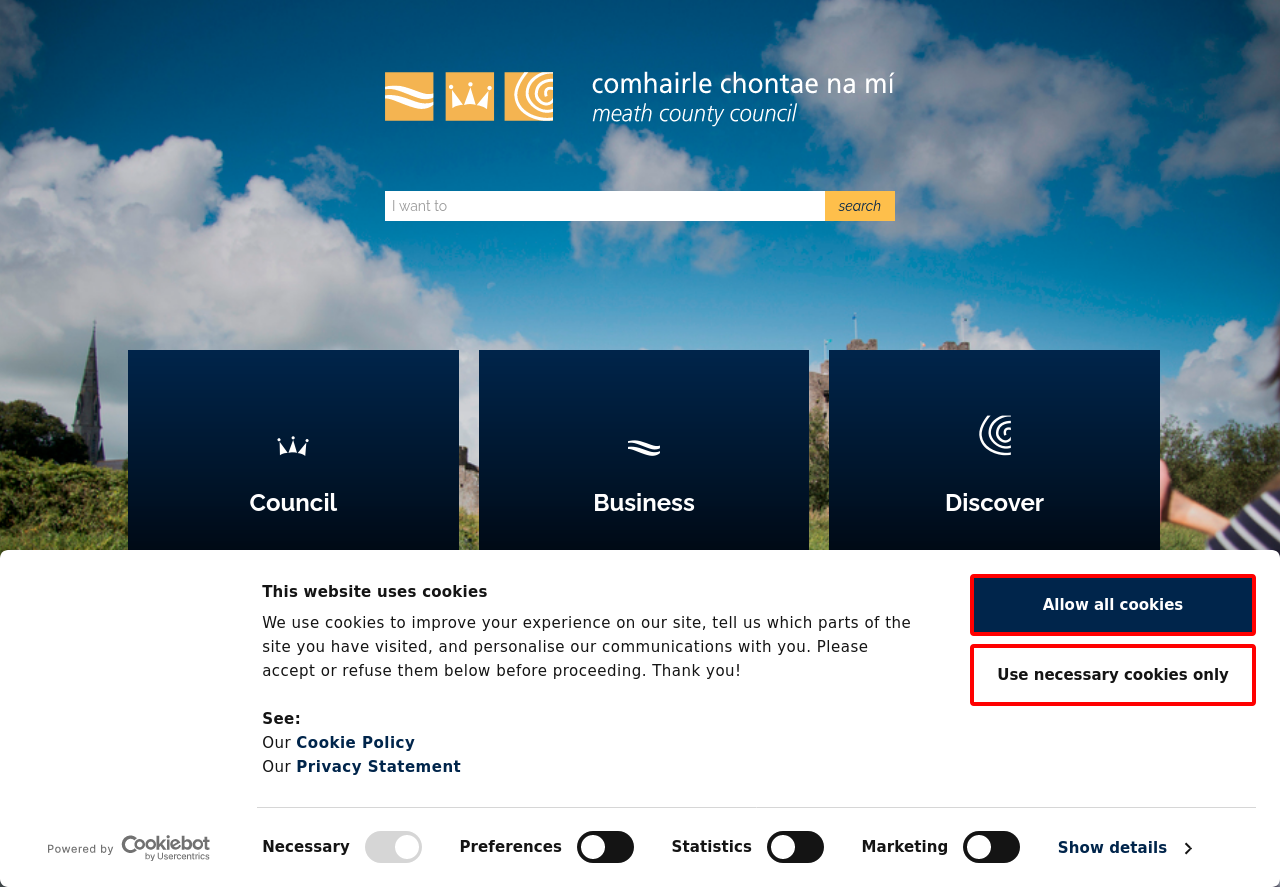 comhairle chontae na mí
meath county council
I want to
search
Council
Business
Discover
This website uses cookies
We use cookies to improve your experience on our site, tell us which parts of the
site you have visited, and personalise our communications with you. Please
accept or refuse them below before proceeding. Thank you!
See:
Our Cookie Policy
Our Privacy Statement
Allow all cookies
Use necessary cookies only
Powered by Cookiebot
by Usercentrics
Necessary
Preferences
Statistics
Marketing
Show details